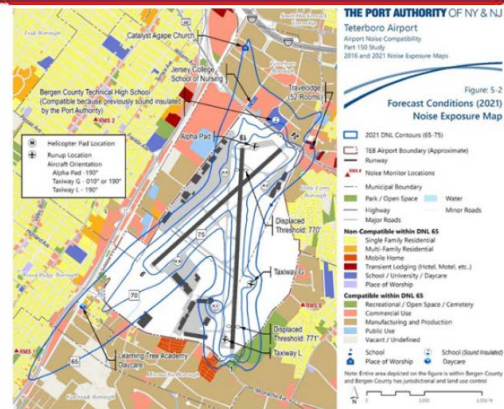 Catalyst Agape Church
Jersey College
School of Nursing
Travelodge
(52 Rooms)
Bergen County Technical High School
(Compatible because previously sound insulated
by the Port Authority)
Alpha Pad
Helicopter Pad Location
Runup Location
Aircraft Orientation
Alpha Pad - 190°
Taxiway G - 010° or 190°
Taxiway L - 190°
19
Displaced
Threshold: 770'
75
Taxiway G
70
65
Displaced
Threshold: 771'
Taxiway L
Learning Tree Academy
Daycare
THE PORT AUTHORITY OF NY & NJ
Teterboro Airport
Airport Noise Compatibility
Part 150 Study
2016 and 2021 Noise Exposure Maps
Figure: 5-2
Forecast Conditions (2021)
Noise Exposure Map
2021 DNL Contours (65-75)
TEB Airport Boundary (Approximate)
Runway
Noise Monitor Locations
Municipal Boundary
Park / Open Space
Water
Highway
Minor Roads
Major Roads
Non-Compatible within DNL 65
Single Family Residential
Multi-Family Residential
Mobile Home
Transient Lodging (Hotel, Motel, etc..)
School / University / Daycare
Place of Worship
Compatible within DNL 65
Recreational / Open Space / Cemetery
Commercial Use
Manufacturing and Production
Public Use
Vacant / Undefined
School
School (Sound Insulated)
Place of Worship
Daycare
Note: Entire area depicted on the figure is within Bergen County
and Bergen County has jurisdictional and land use control